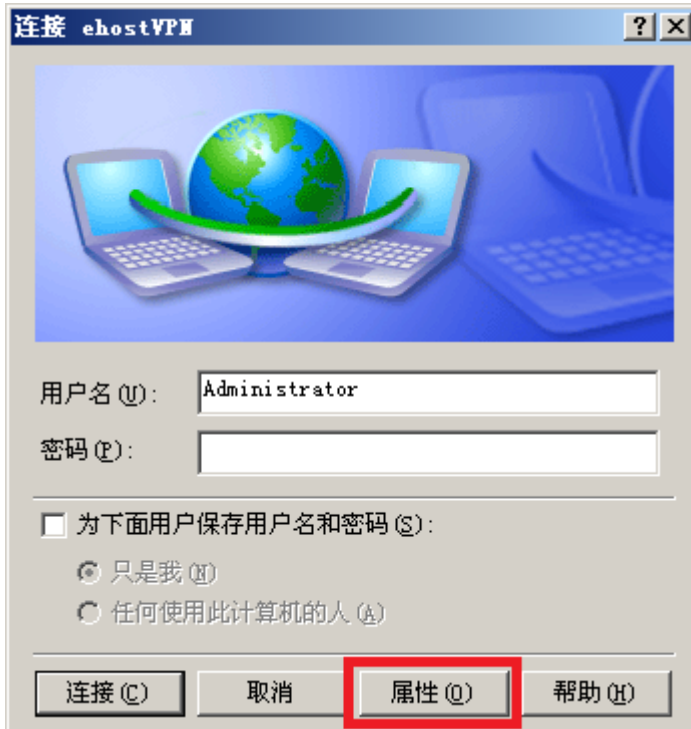 连接 ehostVPN
用户名(U):
Administrator
密码(P):
为下面用户保存用户名和密码(S):
只是我(N)
任何使用此计算机的人(A)
连接(C) 取消 属性(O) 帮助(H)